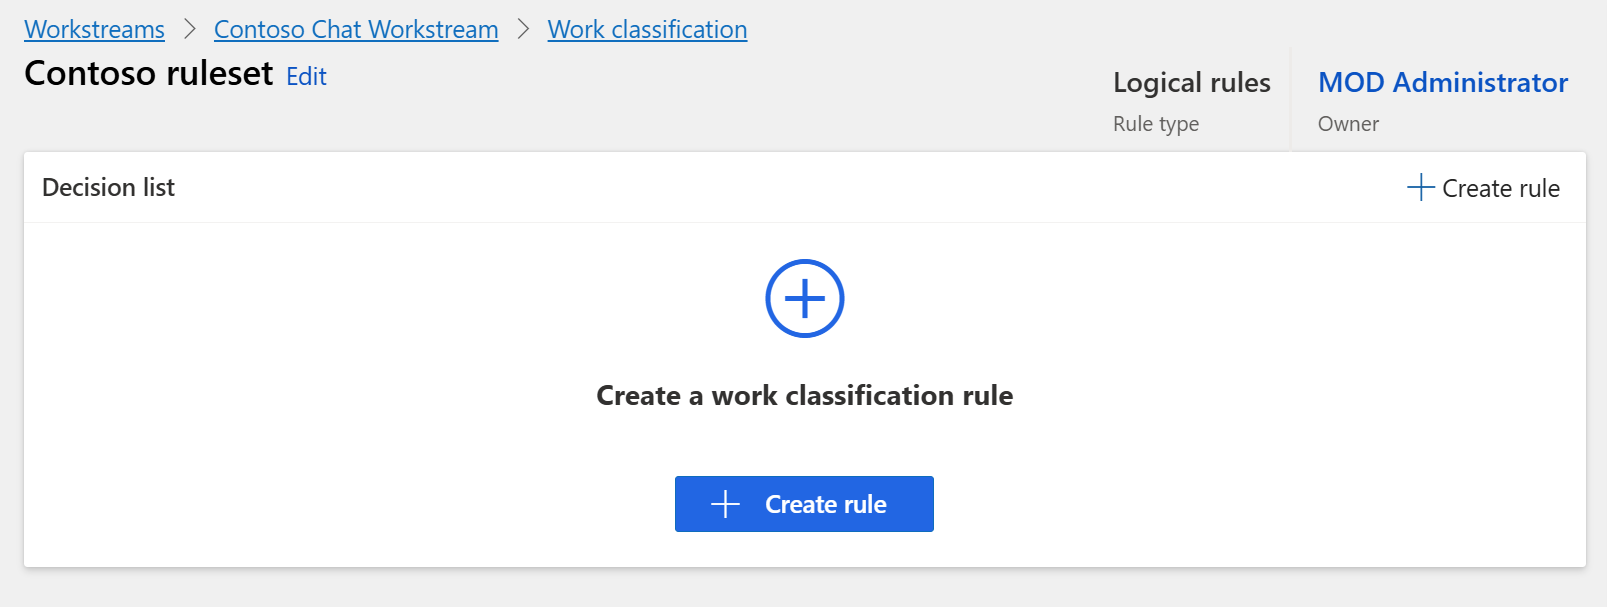 Workstreams > Contoso Chat Workstream > Work classification
Contoso ruleset Edit
Logical rules
Rule type
MOD Administrator
Owner
Decision list
Create rule
Create a work classification rule
Create rule